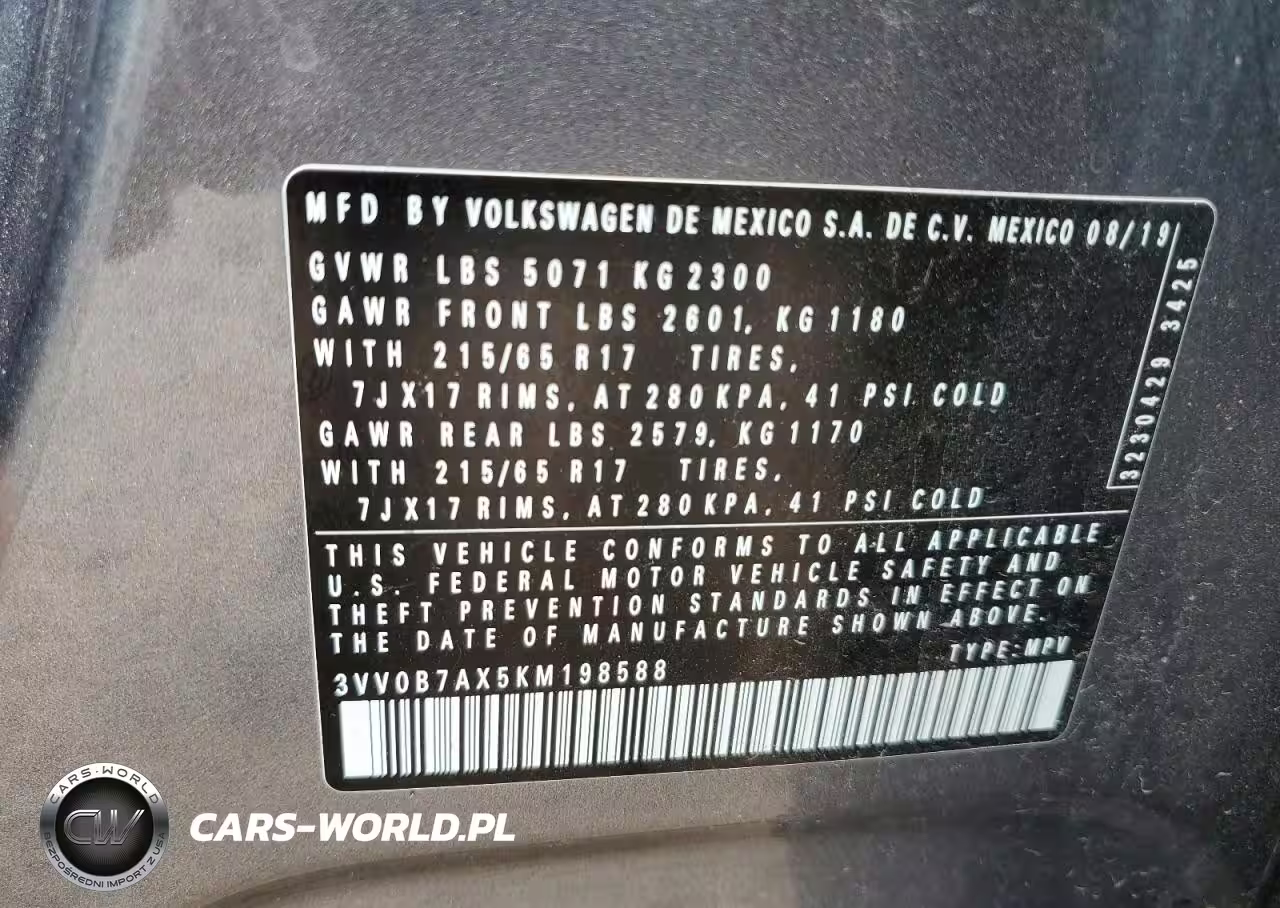 MFD BY VOLKSWAGEN DE MEXICO S.A. DE C.V. MEXICO 08/19
GVWR LBS 5071 KG 2300
GAWR FRONT LBS 2601, KG 1180
WITH 215/65 R17 TIRES,
7JX17 RIMS, AT 280 KPA, 41 PSI COLD
GAWR REAR LBS 2579, KG 1170
WITH 215/65 R17 TIRES,
7JX17 RIMS, AT 280 KPA, 41 PSI COLD
3230429 3425
THIS VEHICLE CONFORMS TO ALL APPLICABLE
U.S. FEDERAL MOTOR VEHICLE SAFETY AND
THEFT PREVENTION STANDARDS IN EFFECT ON
THE DATE OF MANUFACTURE SHOWN ABOVE.
TYPE:MPV
3VV0B7AX5KM198588
CARS-WORLD
CW
BEZPOŚREDNI IMPORT Z USA
CARS-WORLD.PL